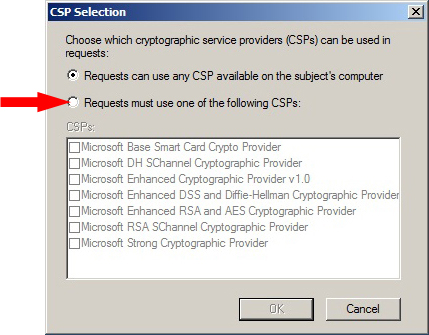 CSP Selection
Choose which cryptographic service providers (CSPs) can be used in
requests:
Requests can use any CSP available on the subject's computer
Requests must use one of the following CSPs:
CSPs:
Microsoft Base Smart Card Crypto Provider
Microsoft DH SChannel Cryptographic Provider
Microsoft Enhanced Cryptographic Provider v1.0
Microsoft Enhanced DSS and Diffie-Hellman Cryptographic Provider
Microsoft Enhanced RSA and AES Cryptographic Provider
Microsoft RSA SChannel Cryptographic Provider
Microsoft Strong Cryptographic Provider
OK Cancel